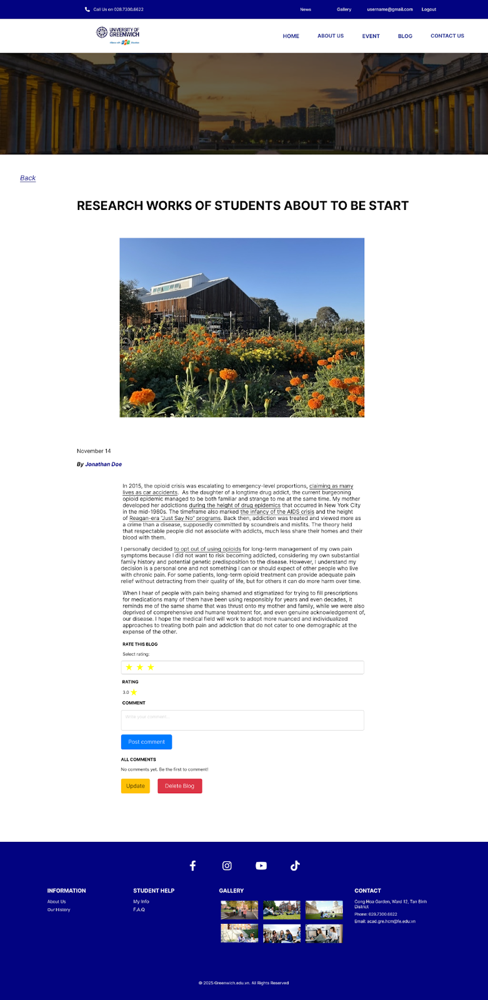 Call Us on 028.7300.6622
News
Gallery
username@gmail.com
Logout
UNIVERSITY OF
GREENWICH
Alliance with FPT Education
HOME
ABOUT US
EVENT
BLOG
CONTACT US
Back
RESEARCH WORKS OF STUDENTS ABOUT TO BE START
November 14
By Jonathan Doe
In 2015, the opioid crisis was escalating to emergency-level proportions, claiming as many
lives as car accidents.  As the daughter of a longtime drug addict, the current burgeoning
opioid epidemic managed to be both familiar and strange to me at the same time. My mother
developed her addictions during the height of drug epidemics that occurred in New York City
in the mid-1980s. The timeframe also marked the infancy of the AIDS crisis and the height
of Reagan-era "Just Say No" programs. Back then, addiction was treated and viewed more as
a crime than a disease, supposedly committed by scoundrels and misfits. The theory held
that respectable people did not associate with addicts, much less share their homes and their
blood with them.
I personally decided to opt out of using opioids for long-term management of my own pain
symptoms because I did not want to risk becoming addicted, considering my own substantial
family history and potential genetic predisposition to the disease. However, I understand my
decision is a personal one and not something I can or should expect of other people who live
with chronic pain. For some patients, long-term opioid treatment can provide adequate pain
relief without detracting from their quality of life, but for others it can do more harm over time.
When I hear of people with pain being shamed and stigmatized for trying to fill prescriptions
for medications many of them have been using responsibly for years and even decades, it
reminds me of the same shame that was thrust onto my mother and family, while we were also
deprived of comprehensive and humane treatment for, and even genuine acknowledgement of,
our disease. I hope the medical field will work to adopt more nuanced and individualized
approaches to treating both pain and addiction that do not cater to one demographic at the
expense of the other.
RATE THIS BLOG
Select rating:
RATING
3.0
COMMENT
Write your comment...
Post comment
ALL COMMENTS
No comments yet. Be the first to comment!
Update
Delete Blog
INFORMATION
About Us
Our History
STUDENT HELP
My Info
F.A.Q
GALLERY
CONTACT
Cong Hoa Garden, Ward 12, Tan Binh
District
Phone: 028.7300.6622
Email: acad.gre.hcm@fe.edu.vn
© 2025 Greenwich.edu.vn. All Rights Reserved